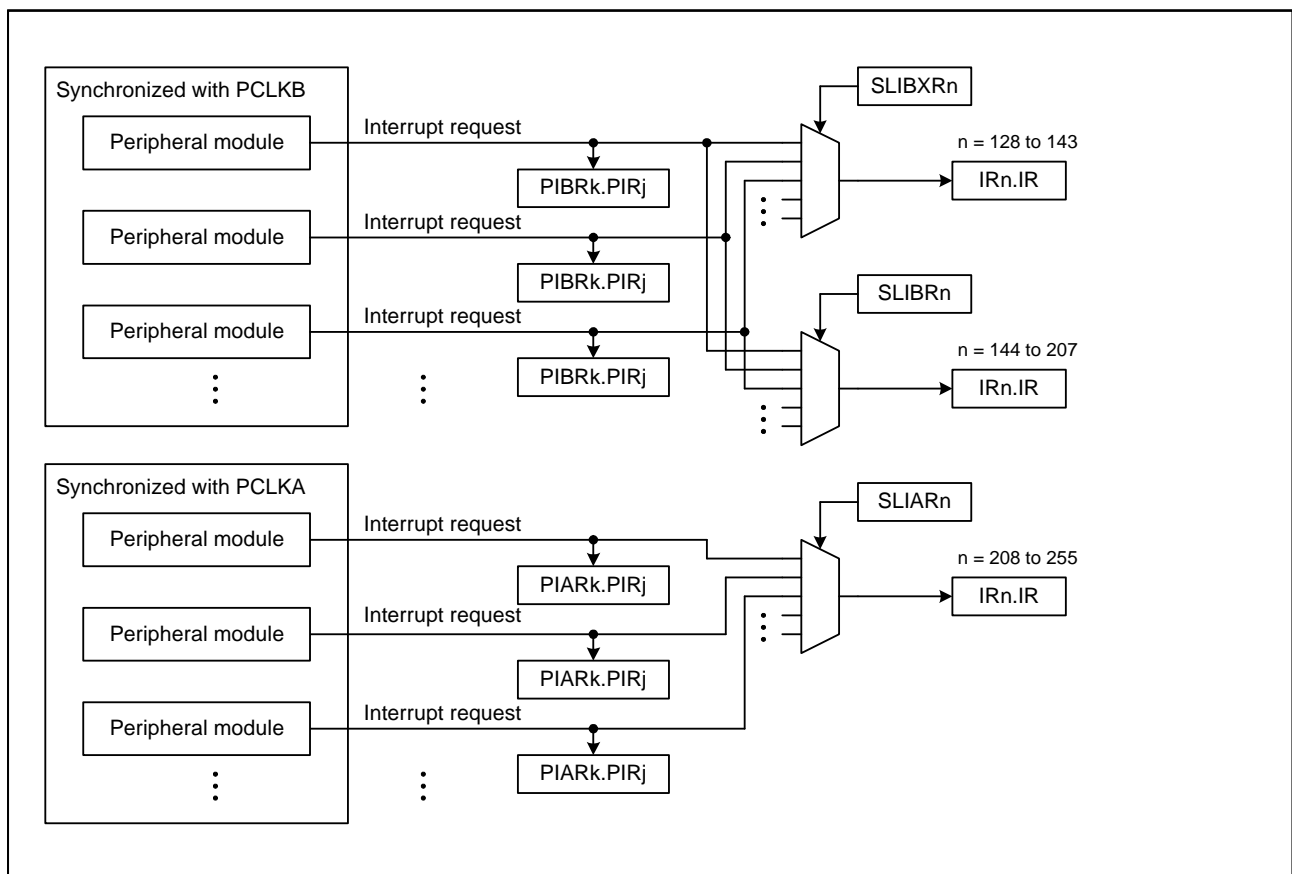 Synchronized with PCLKB
SLIBXRn
Peripheral module
Interrupt request
n = 128 to 143
PIBRk.PIRj
IRn.IR
Peripheral module
Interrupt request
PIBRk.PIRj
SLIBRn
Peripheral module
Interrupt request
n = 144 to 207
PIBRk.PIRj
IRn.IR
Synchronized with PCLKA
SLIARn
Peripheral module
Interrupt request
n = 208 to 255
PIARk.PIRj
IRn.IR
Peripheral module
Interrupt request
PIARk.PIRj
Peripheral module
Interrupt request
PIARk.PIRj